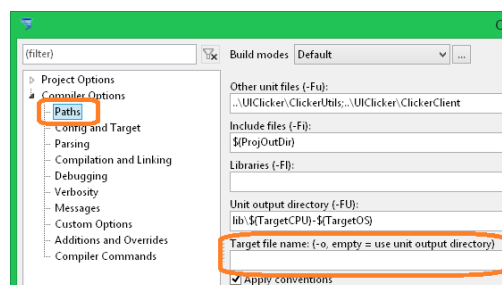 C
(filter)
Build modes Default ...
Project Options
Compiler Options
Paths
Config and Target
Parsing
Compilation and Linking
Debugging
Verbosity
Messages
Custom Options
Additions and Overrides
Compiler Commands
Other unit files (-Fu):
..\UIClicker\ClickerUtils;..\UIClicker\ClickerClient
Include files (-Fi):
$(ProjOutDir)
Libraries (-Fl):
Unit output directory (-FU):
lib\$(TargetCPU)-$(TargetOS)
Target file name: (-o, empty = use unit output directory)
Apply conventions